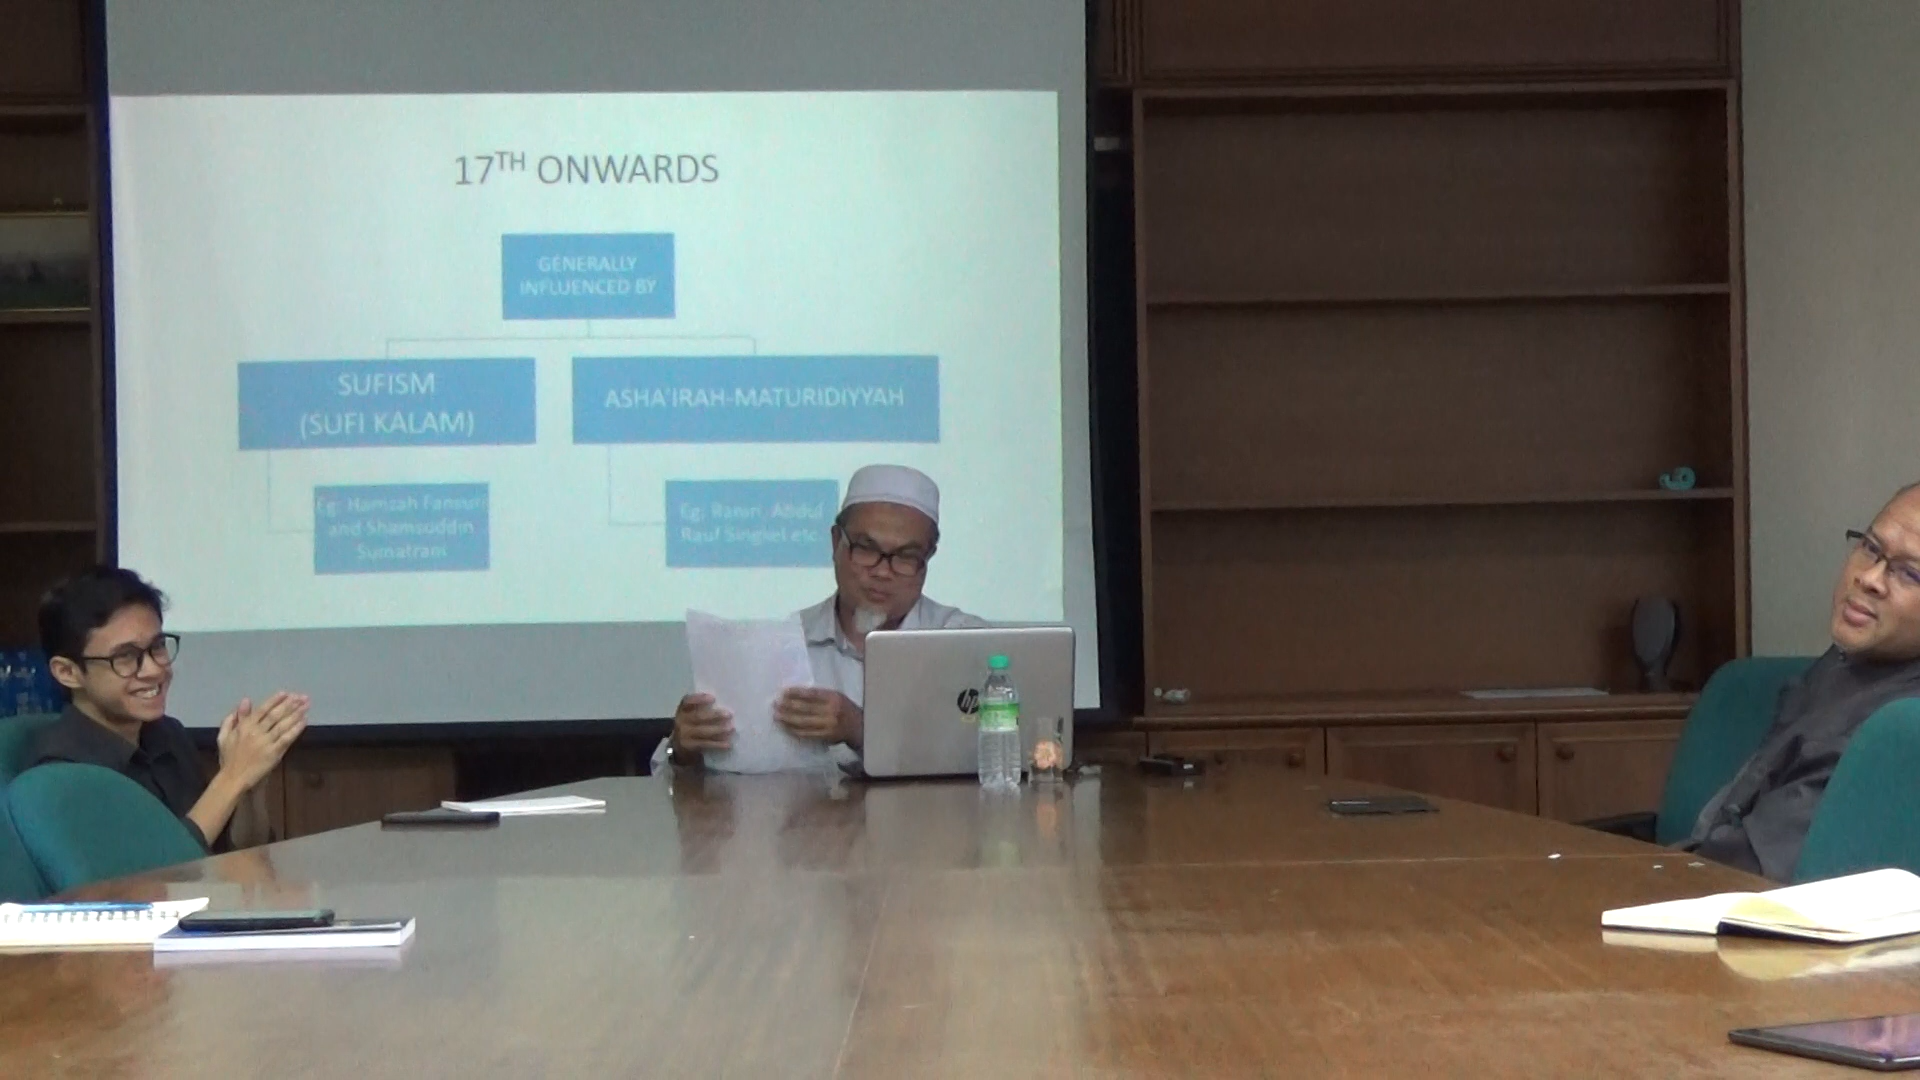 17TH ONWARDS
GENERALLY
INFLUENCED BY
SUFISM
(SUFI KALAM)
ASHA'IRAH-MATURIDIYYAH
Eg: Hamzah Fansuri
and Shamsuddin
Sumatrani
Eg: Raniri, Abdul
Rauf Singkel etc.
hp